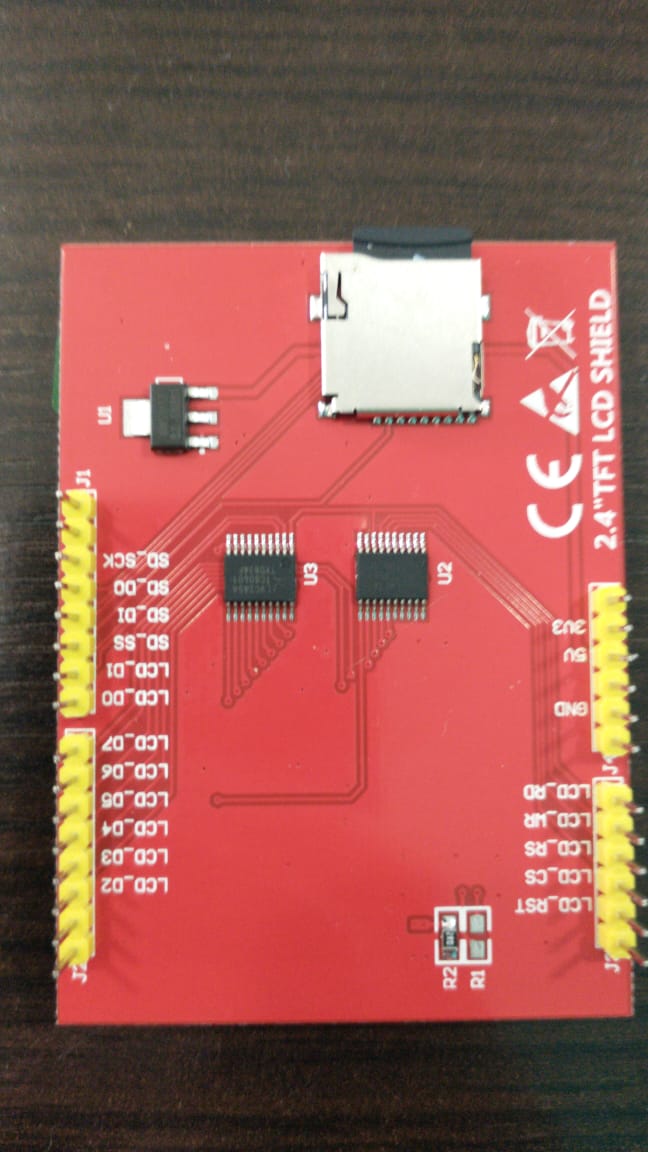 R1
R2
J2
LCD_RST
LCD_CS
LCD_RS
LCD_WR
LCD_RD
LCD_D2
LCD_D3
LCD_D4
LCD_D5
LCD_D6
LCD_D7
GND
5V
3V3
LCD_D0
LCD_D1
SD_SS
SD_DI
SD_DO
SD_SCK
J1
U2
U3
U1
CE
2.4"TFT LCD SHIELD